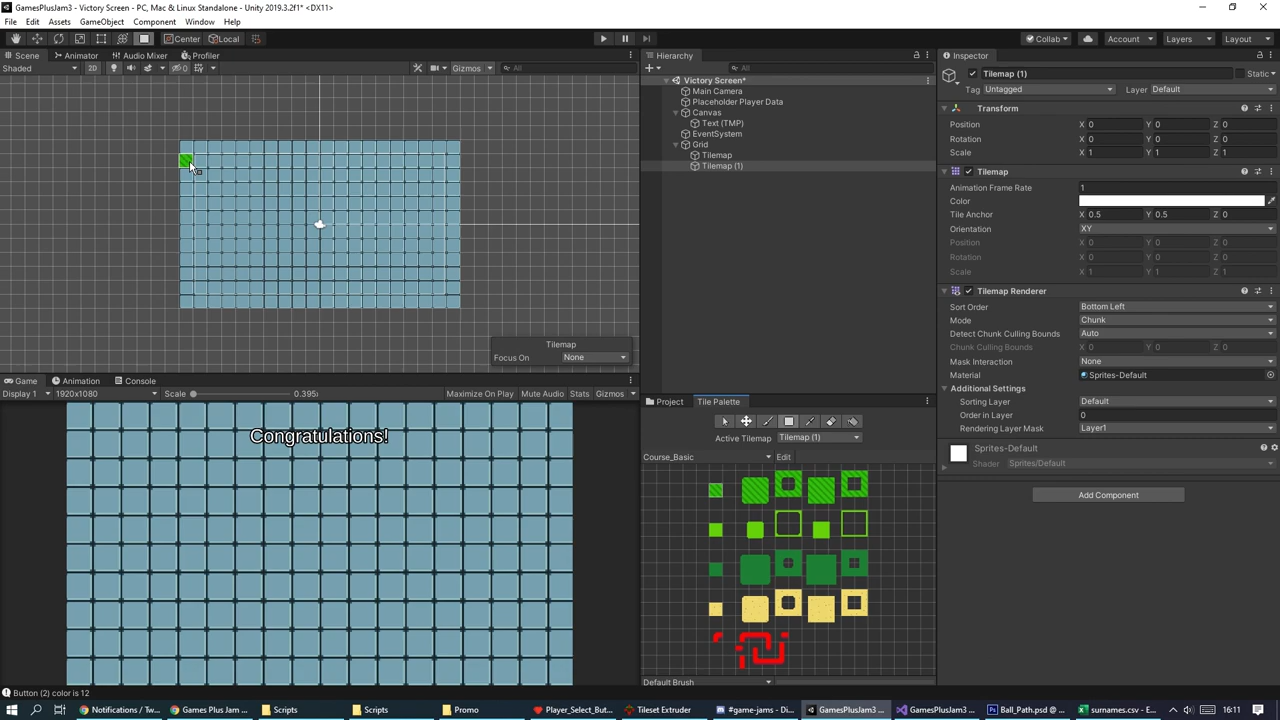 GamesPlusJam3 - Victory Screen - PC, Mac & Linux Standalone - Unity 2019.3.2f1* <DX11>
File Edit Assets GameObject Component Window Help
Center Local Collab Account Layers Layout
Scene Animator Audio Mixer Profiler
Shaded 2D 0 Gizmos All
Tilemap
Focus On None
Game Animation Console
Display 1 1920x1080 Scale 0.395x Maximize On Play Mute Audio Stats Gizmos
Congratulations!
Hierarchy
All
Victory Screen*
Main Camera
Placeholder Player Data
Canvas
Text (TMP)
EventSystem
Grid
Tilemap
Tilemap (1)
Project Tile Palette
Active Tilemap Tilemap (1)
Course_Basic Edit
Default Brush
Inspector
Tilemap (1) Static
Tag Untagged Layer Default
Transform
Position X 0 Y 0 Z 0
Rotation X 0 Y 0 Z 0
Scale X 1 Y 1 Z 1
Tilemap
Animation Frame Rate 1
Color
Tile Anchor X 0.5 Y 0.5 Z 0
Orientation XY
Position X 0 Y 0 Z 0
Rotation X 0 Y 0 Z 0
Scale X 1 Y 1 Z 1
Tilemap Renderer
Sort Order Bottom Left
Mode Chunk
Detect Chunk Culling Bounds Auto
Chunk Culling Bounds X 0 Y 0 Z 0
Mask Interaction None
Material Sprites-Default
Additional Settings
Sorting Layer Default
Order in Layer 0
Rendering Layer Mask Layer1
Sprites-Default
Shader Sprites/Default
Add Component
Button (2) color is 12
Notifications / Tw... Games Plus Jam ... Scripts Scripts Promo Player_Select_But... Tileset Extruder #game-jams - Di... GamesPlusJam3 ... GamesPlusJam3 ... Ball_Path.psd @ ... surnames.csv - E... ENG 16:11